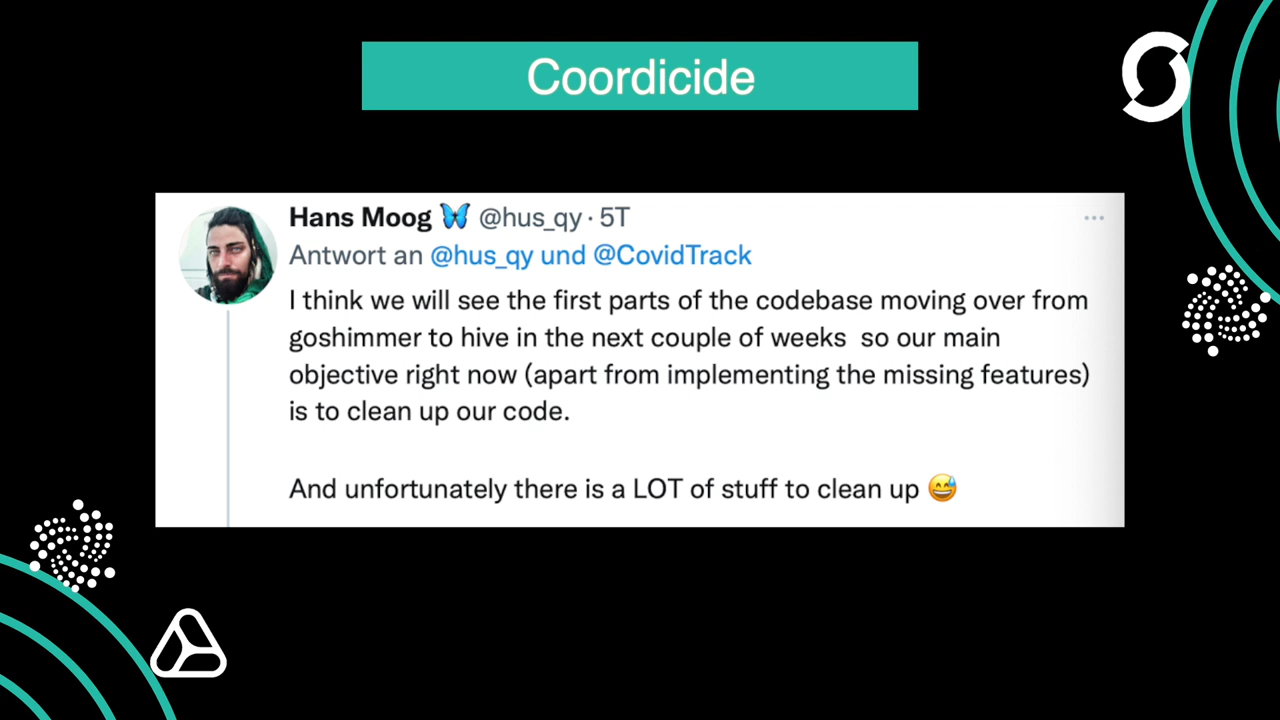 Coordicide
Hans Moog 🦋 @hus_qy · 5T
Antwort an @hus_qy und @CovidTrack
I think we will see the first parts of the codebase moving over from
goshimmer to hive in the next couple of weeks  so our main
objective right now (apart from implementing the missing features)
is to clean up our code.
And unfortunately there is a LOT of stuff to clean up 😅